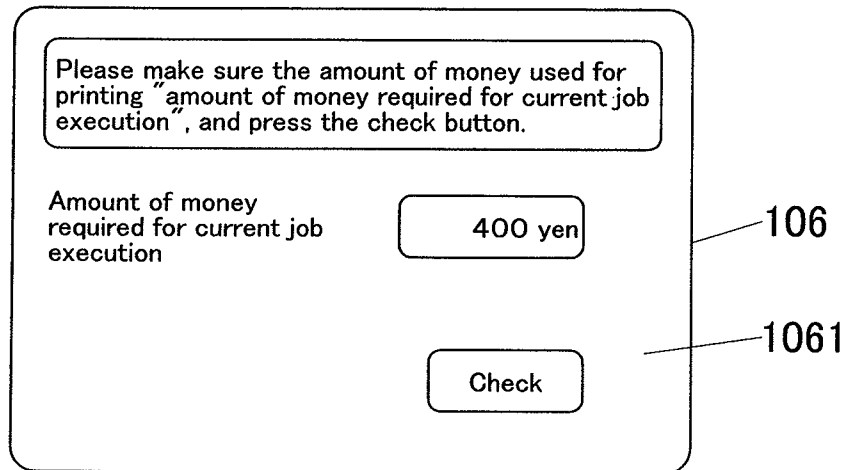 Please make sure the amount of money used for
printing "amount of money required for current job
execution", and press the check button.
Amount of money
required for current job
execution
400 yen
106
1061
Check